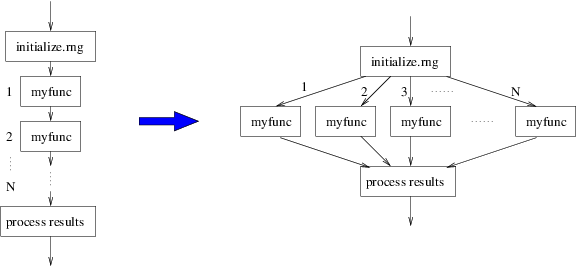 initialize.rng
1 myfunc
2 myfunc
N
process results
initialize.rng
1 2 3 ...... N
myfunc myfunc myfunc ...... myfunc
process results